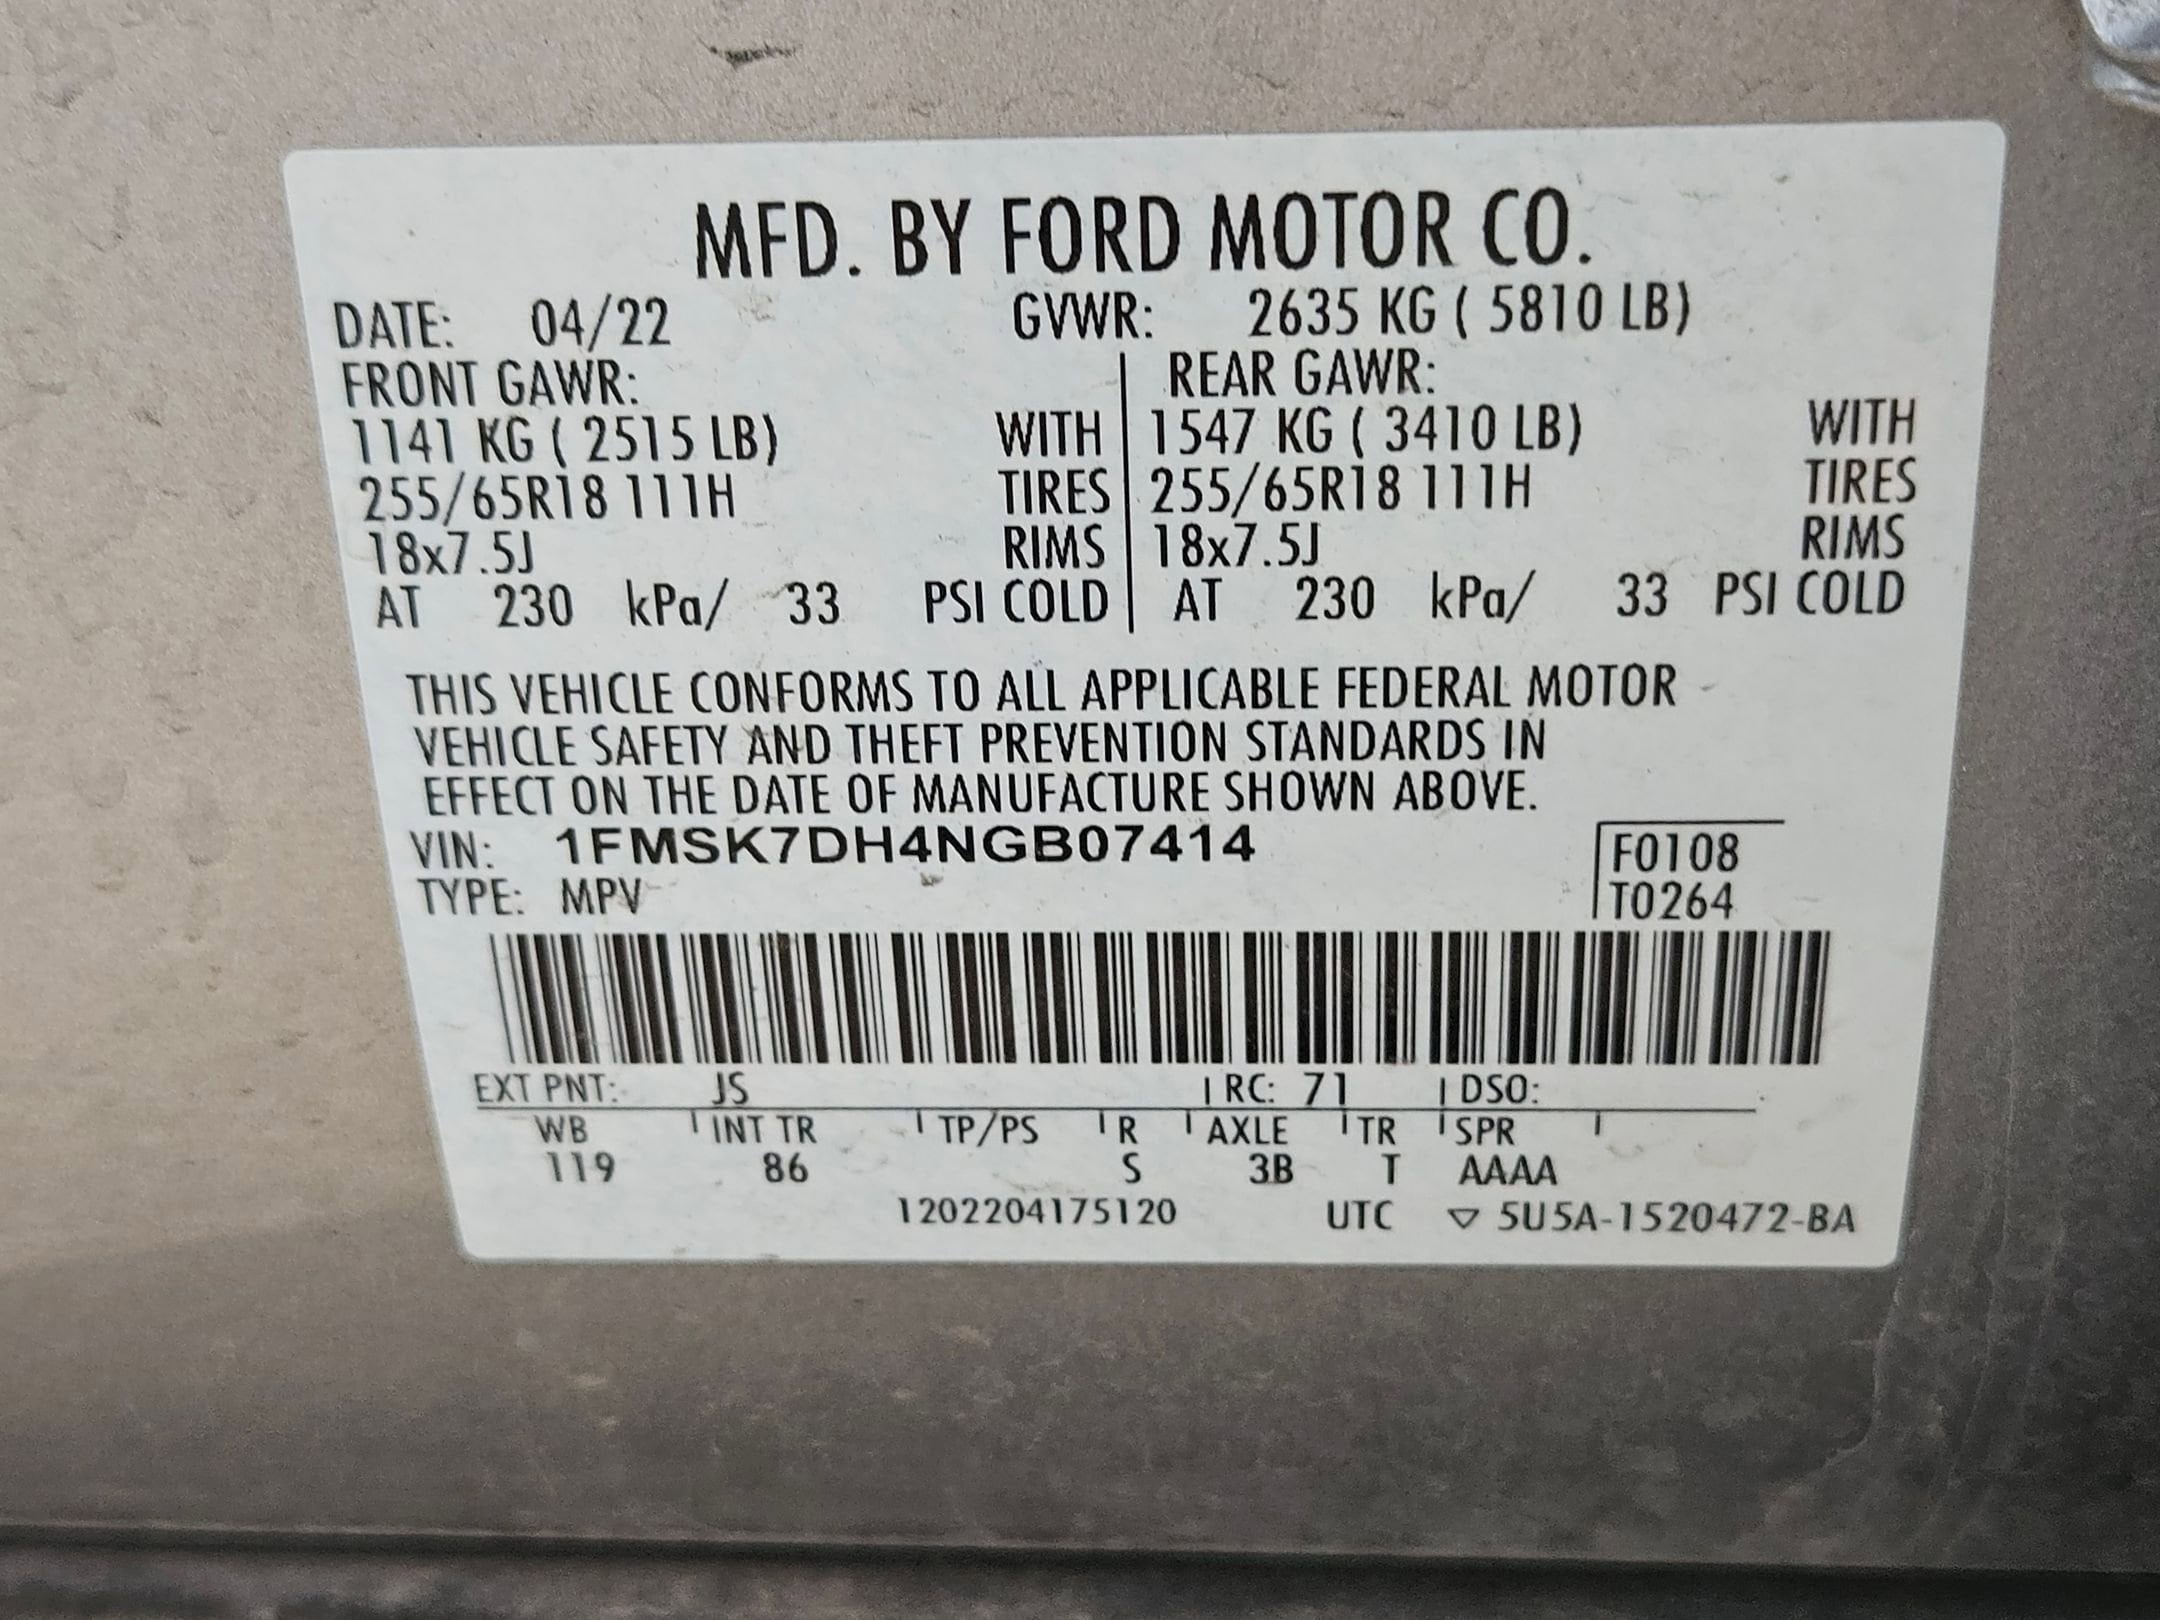 MFD. BY FORD MOTOR CO.
DATE: 04/22 GVWR: 2635 KG ( 5810 LB)
FRONT GAWR: REAR GAWR:
1141 KG ( 2515 LB) WITH 1547 KG ( 3410 LB) WITH
255/65R18 111H TIRES 255/65R18 111H TIRES
18x7.5J RIMS 18x7.5J RIMS
AT 230 kPa/ 33 PSI COLD AT 230 kPa/ 33 PSI COLD
THIS VEHICLE CONFORMS TO ALL APPLICABLE FEDERAL MOTOR
VEHICLE SAFETY AND THEFT PREVENTION STANDARDS IN
EFFECT ON THE DATE OF MANUFACTURE SHOWN ABOVE.
VIN: 1FMSK7DH4NGB07414 F0108
TYPE: MPV T0264
EXT PNT: JS RC: 71 DSO:
WB INT TR TP/PS R AXLE TR SPR
119 86 S 3B T AAAA
1202204175120 UTC ▽ 5U5A-1520472-BA